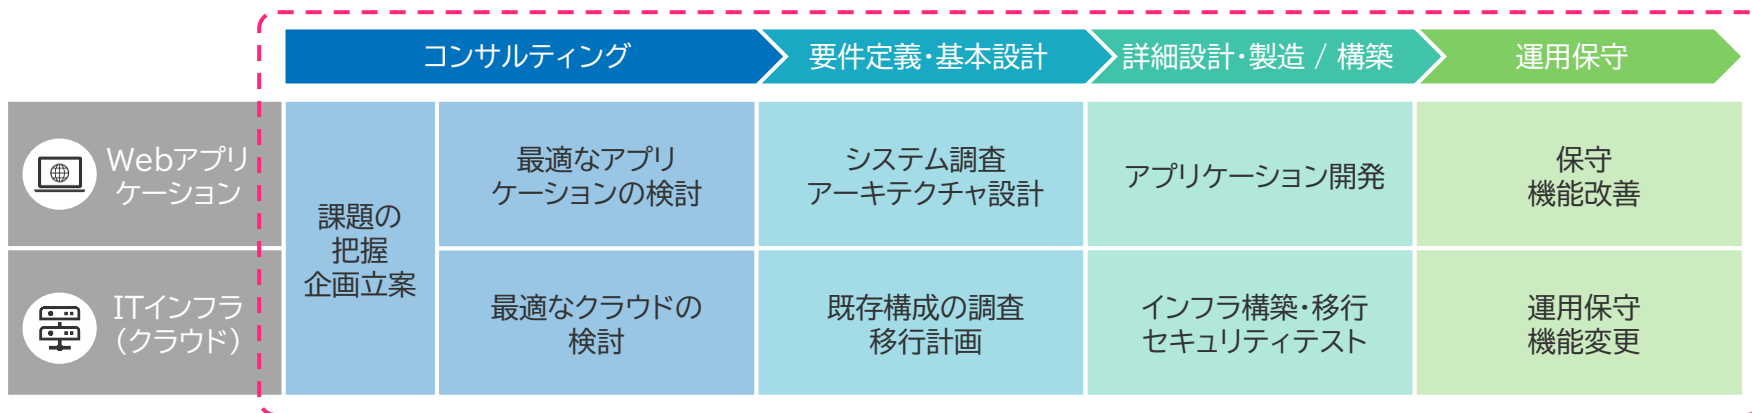 コンサルティング
要件定義・基本設計
詳細設計・製造 / 構築
運用保守
Webアプリ
ケーション
課題の
把握
企画立案
最適なアプリ
ケーションの検討
システム調査
アーキテクチャ設計
アプリケーション開発
保守
機能改善
ITインフラ
（クラウド）
最適なクラウドの
検討
既存構成の調査
移行計画
インフラ構築・移行
セキュリティテスト
運用保守
機能変更